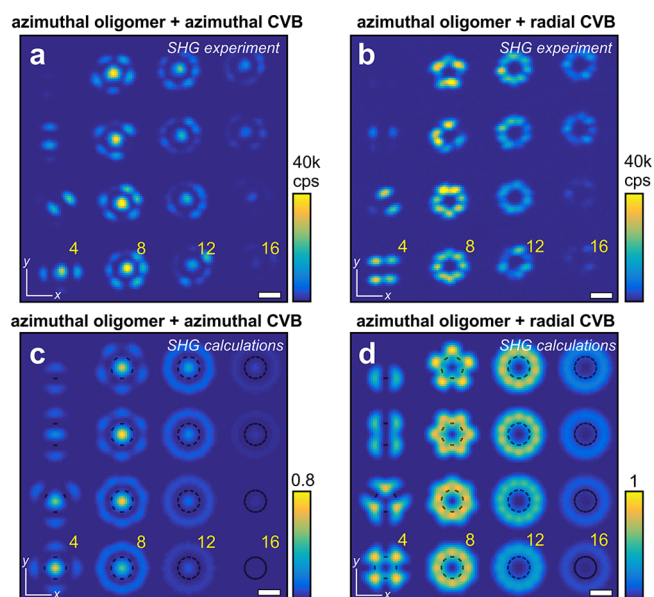 azimuthal oligomer + azimuthal CVB
a
SHG experiment
4
8
12
16
y
x
40k
cps
azimuthal oligomer + radial CVB
b
SHG experiment
4
8
12
16
y
x
40k
cps
azimuthal oligomer + azimuthal CVB
c
SHG calculations
4
8
12
16
y
x
0.8
azimuthal oligomer + radial CVB
d
SHG calculations
4
8
12
16
y
x
1